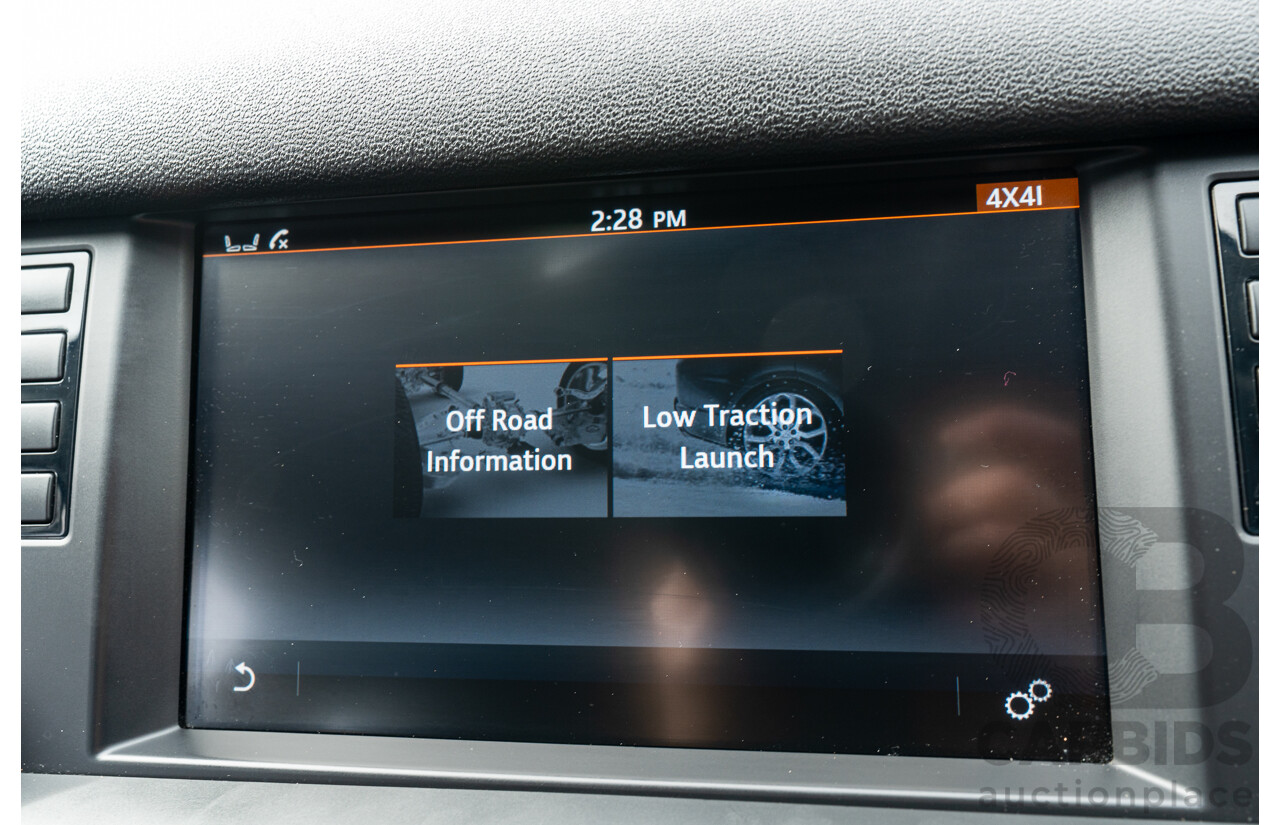 2:28 PM
4X4I
Off Road
Information
Low Traction
Launch
CARBIDS
auctionplace